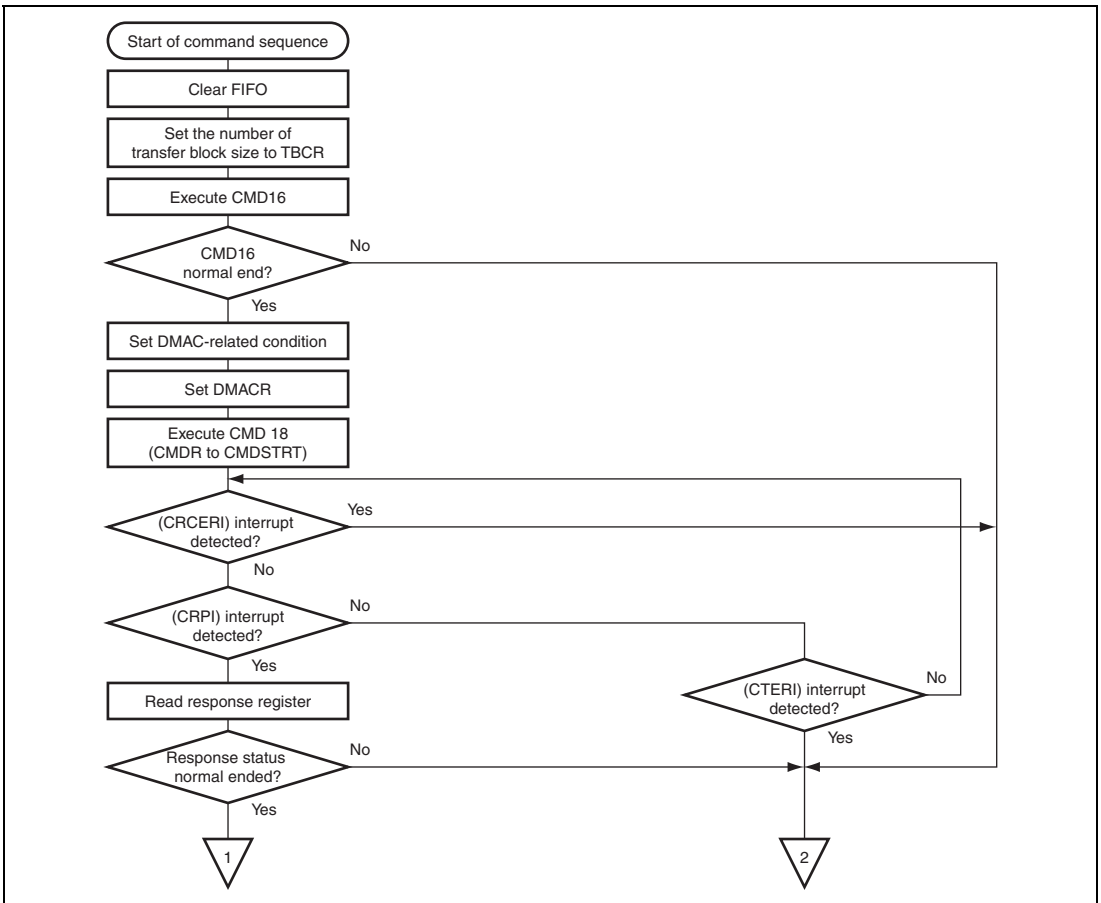 Start of command sequence
Clear FIFO
Set the number of
transfer block size to TBCR
Execute CMD16
CMD16
normal end?
No
Yes
Set DMAC-related condition
Set DMACR
Execute CMD 18
(CMDR to CMDSTRT)
(CRCERI) interrupt
detected?
Yes
No
(CRPI) interrupt
detected?
No
Yes
Read response register
(CTERI) interrupt
detected?
No
Yes
Response status
normal ended?
No
Yes
1
2